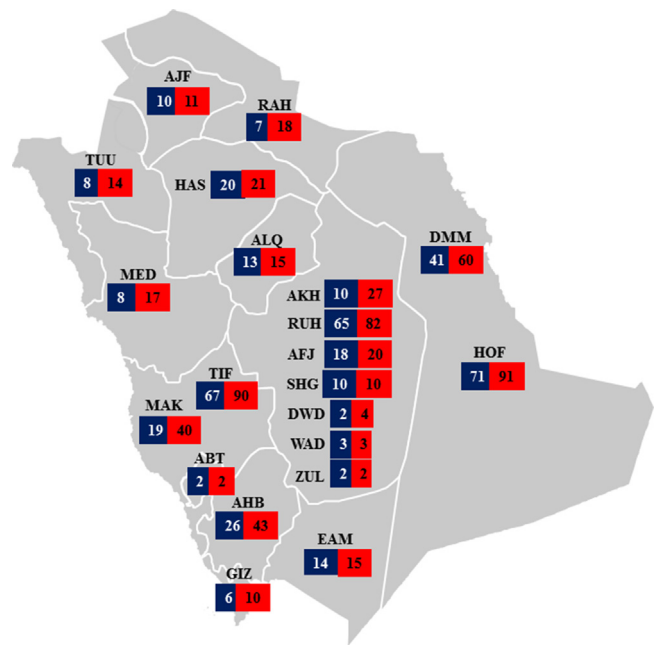 AJF
10 11
RAH
7 18
TUU
8 14
HAS 20 21
ALQ
13 15
DMM
41 60
MED
8 17
AKH 10 27
RUH 65 82
AFJ 18 20
SHG 10 10
DWD 2 4
WAD 3 3
ZUL 2 2
HOF
71 91
TIF
67 90
MAK
19 40
ABT
2 2
AHB
26 43
EAM
14 15
GIZ
6 10